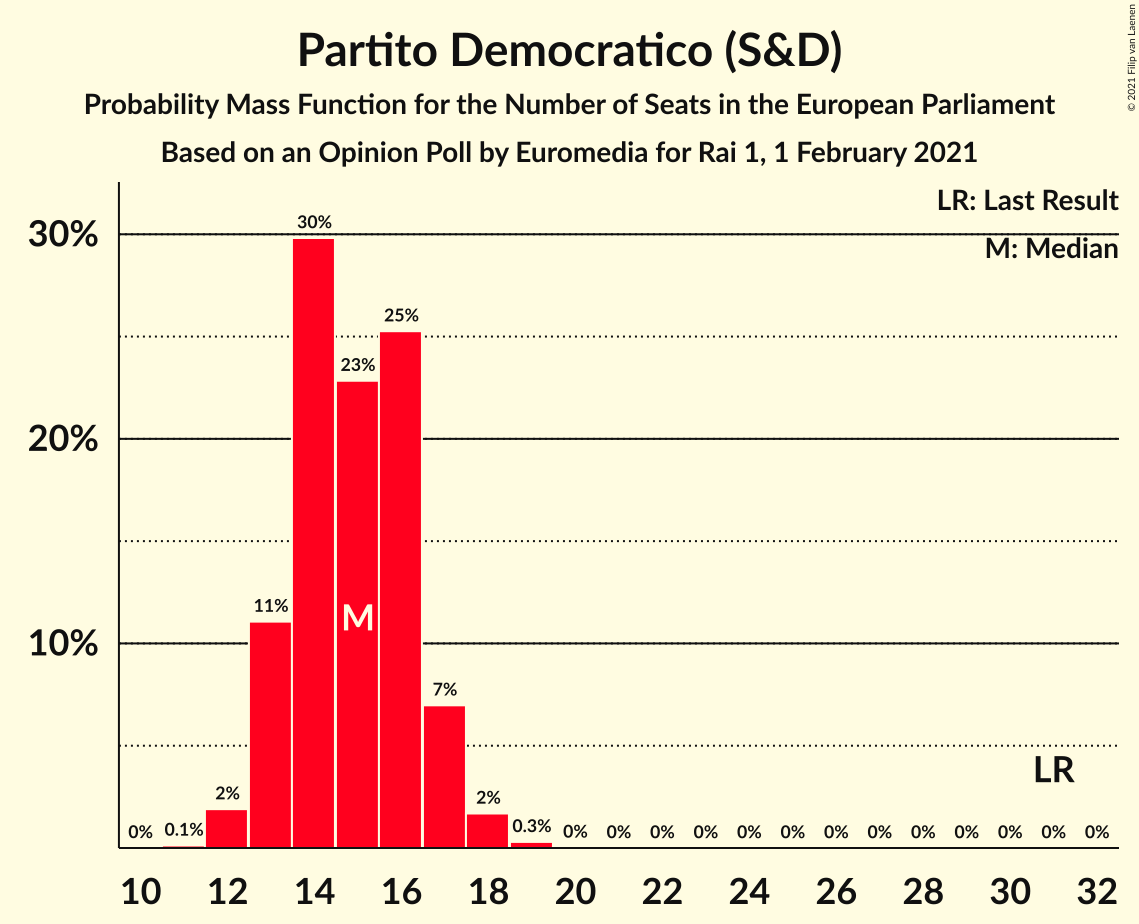 Partito Democratico (S&D)
Probability Mass Function for the Number of Seats in the European Parliament
Based on an Opinion Poll by Euromedia for Rai 1, 1 February 2021
© 2021 Filip van Laenen
LR: Last Result
M: Median
30%
20%
10%
0% 0.1% 2% 11% 30% 23% 25% 7% 2% 0.3% 0% 0% 0% 0% 0% 0% 0% 0% 0% 0% 0% 0% 0%
M
LR
10 12 14 16 18 20 22 24 26 28 30 32